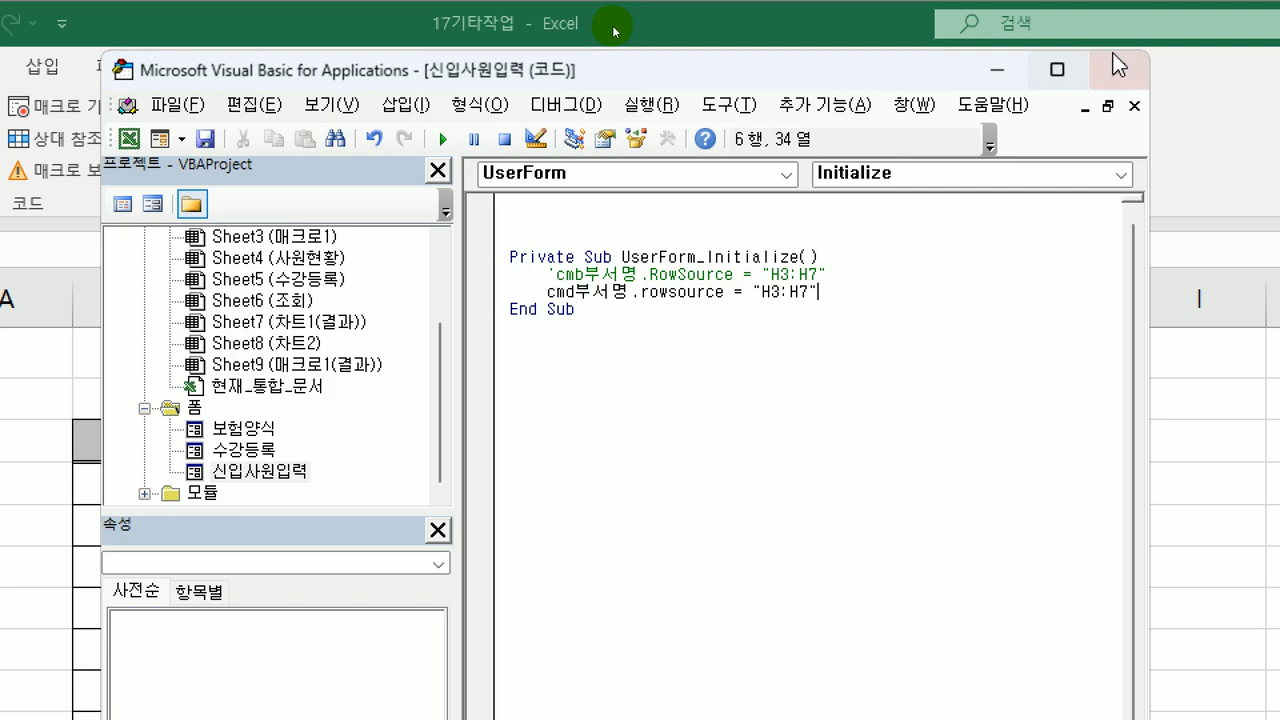 17기타작업 - Excel
검색
삽입
Microsoft Visual Basic for Applications - [신입사원입력 (코드)]
파일(F) 편집(E) 보기(V) 삽입(I) 형식(O) 디버그(D) 실행(R) 도구(T) 추가 기능(A) 창(W) 도움말(H)
매크로 기
상대 참조
매크로 보
코드
6 행, 34 열
프로젝트 - VBAProject
UserForm
Initialize
Sheet3 (매크로1)
Sheet4 (사원현황)
Sheet5 (수강등록)
Sheet6 (조회)
Sheet7 (차트1(결과))
Sheet8 (차트2)
Sheet9 (매크로1(결과))
현재_통합_문서
폼
보험양식
수강등록
신입사원입력
모듈
Private Sub UserForm_Initialize()
'cmb부서명.RowSource = "H3:H7"
cmd부서명.rowsource = "H3:H7"
End Sub
속성
사전순 항목별
A
I